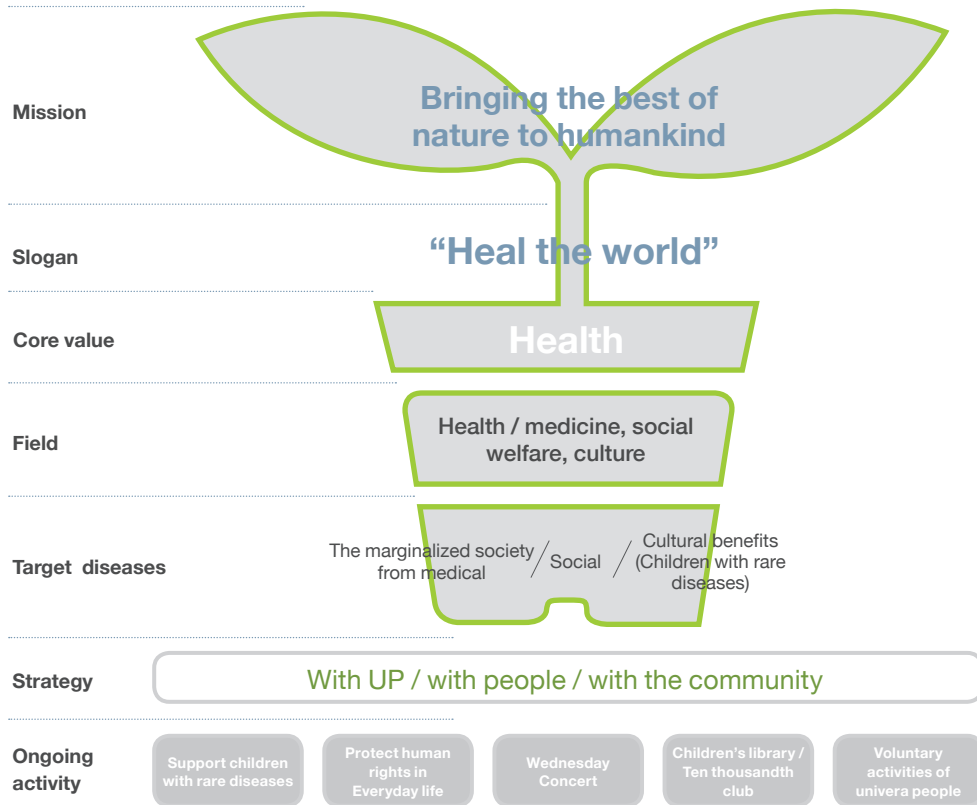 Mission
Bringing the best of
nature to humankind
Slogan
“Heal the world”
Core value
Health
Field
Health / medicine, social
welfare, culture
Target diseases
The marginalized society
from medical
/ Social /
Cultural benefits
(Children with rare
diseases)
Strategy
With UP / with people / with the community
Ongoing
activity
Support children
with rare diseases
Protect human
rights in
Everyday life
Wednesday
Concert
Children’s library /
Ten thousandth
club
Voluntary
activities of
univera people